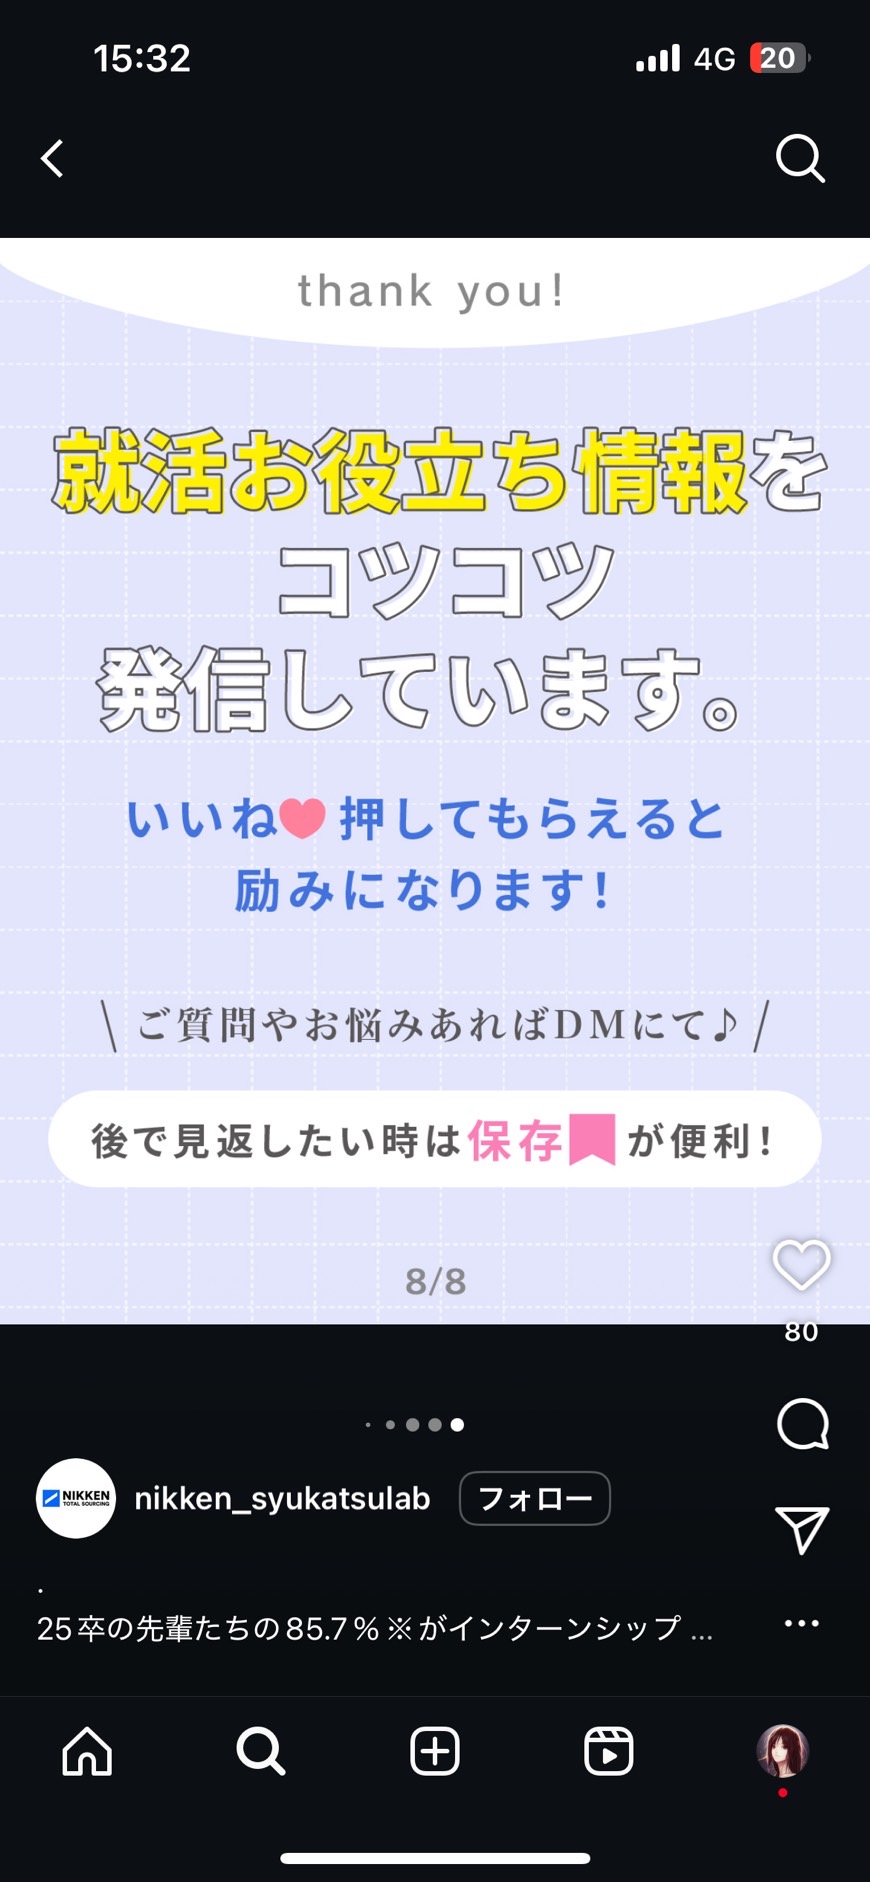 15:32
4G 20
thank you!
就活お役立ち情報を
コツコツ
発信しています。
いいね 押してもらえると
励みになります！
\ ご質問やお悩みあればDMにて♪ /
後で見返したい時は保存 が便利！
8/8
80
NIKKEN
TOTAL SOURCING
nikken_syukatsulab
フォロー
.
25卒の先輩たちの85.7％※がインターンシップ ...